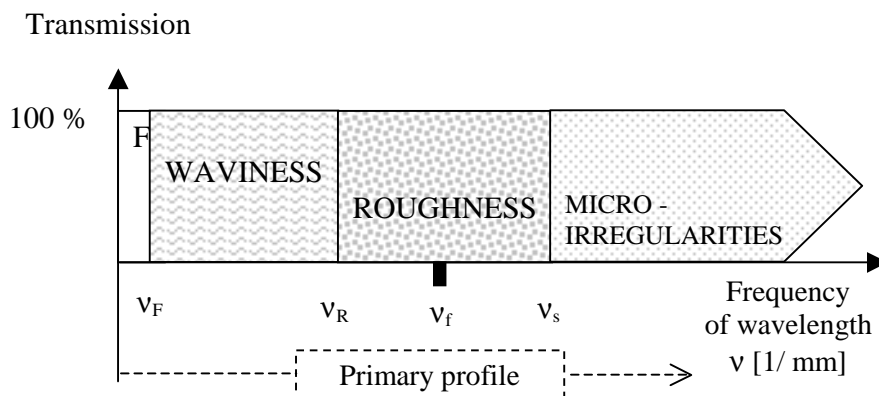 Transmission
100 %
F
WAVINESS
ROUGHNESS
MICRO -
IRREGULARITIES
νF νR νf νs
Frequency
of wavelength
ν [1/ mm]
Primary profile